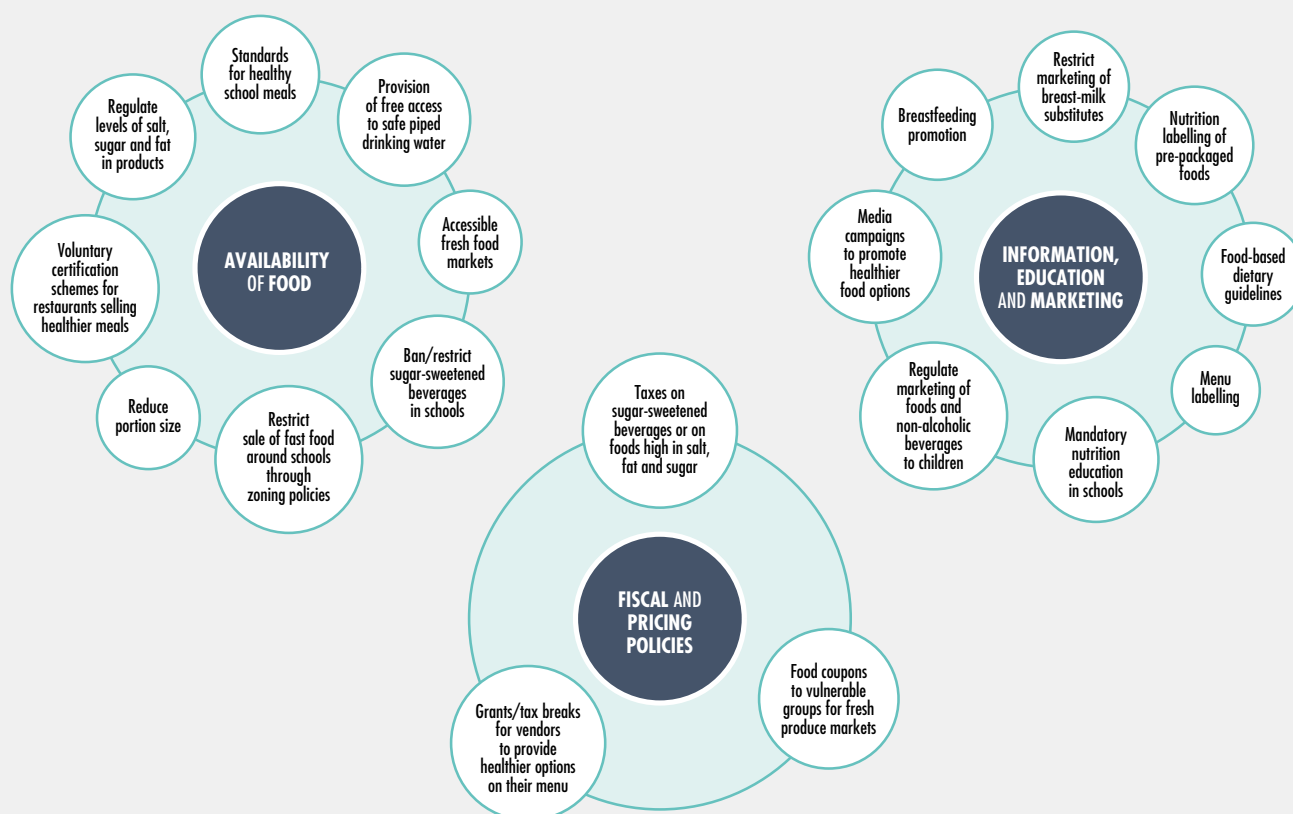 AVAILABILITY
OF FOOD
Standards
for healthy
school meals
Provision
of free access
to safe piped
drinking water
Accessible
fresh food
markets
Ban/restrict
sugar-sweetened
beverages
in schools
Restrict
sale of fast food
around schools
through
zoning policies
Reduce
portion size
Voluntary
certification
schemes for
restaurants selling
healthier meals
Regulate
levels of salt,
sugar and fat
in products
INFORMATION,
EDUCATION
AND MARKETING
Restrict
marketing of
breast-milk
substitutes
Nutrition
labelling of
pre-packaged
foods
Food-based
dietary
guidelines
Menu
labelling
Mandatory
nutrition
education
in schools
Regulate
marketing of
foods and
non-alcoholic
beverages
to children
Media
campaigns
to promote
healthier
food options
Breastfeeding
promotion
FISCAL AND
PRICING
POLICIES
Taxes on
sugar-sweetened
beverages or on
foods high in salt,
fat and sugar
Food coupons
to vulnerable
groups for fresh
produce markets
Grants/tax breaks
for vendors
to provide
healthier options
on their menu